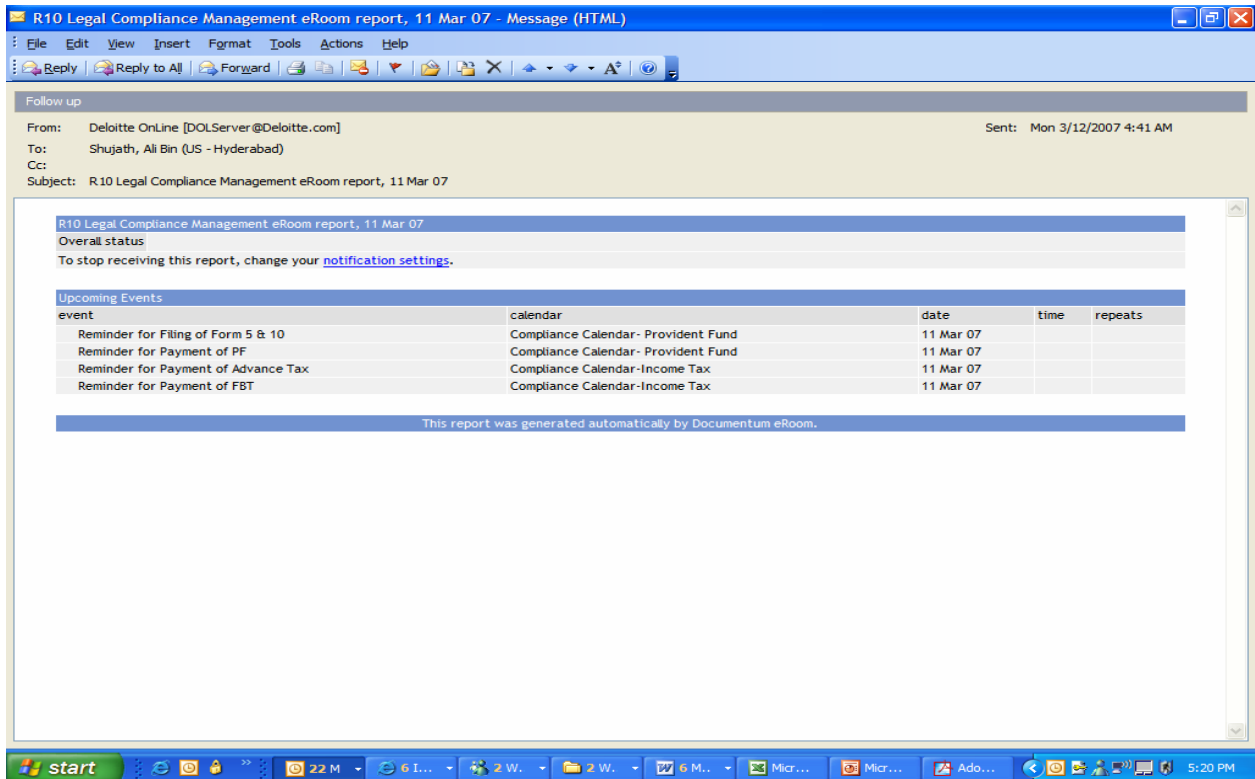 R10 Legal Compliance Management eRoom report, 11 Mar 07 - Message (HTML)
File Edit View Insert Format Tools Actions Help
Reply Reply to All Forward
Follow up
From: Deloitte OnLine [DOLServer@Deloitte.com] Sent: Mon 3/12/2007 4:41 AM
To: Shujath, Ali Bin (US - Hyderabad)
Cc:
Subject: R10 Legal Compliance Management eRoom report, 11 Mar 07
R10 Legal Compliance Management eRoom report, 11 Mar 07
Overall status
To stop receiving this report, change your notification settings.
Upcoming Events
event calendar date time repeats
Reminder for Filing of Form 5 & 10 Compliance Calendar- Provident Fund 11 Mar 07
Reminder for Payment of PF Compliance Calendar- Provident Fund 11 Mar 07
Reminder for Payment of Advance Tax Compliance Calendar-Income Tax 11 Mar 07
Reminder for Payment of FBT Compliance Calendar-Income Tax 11 Mar 07
This report was generated automatically by Documentum eRoom.
start 22 M 6 I... 2 W. 2 W. 6 M.. Micr... Micr... Ado... 5:20 PM